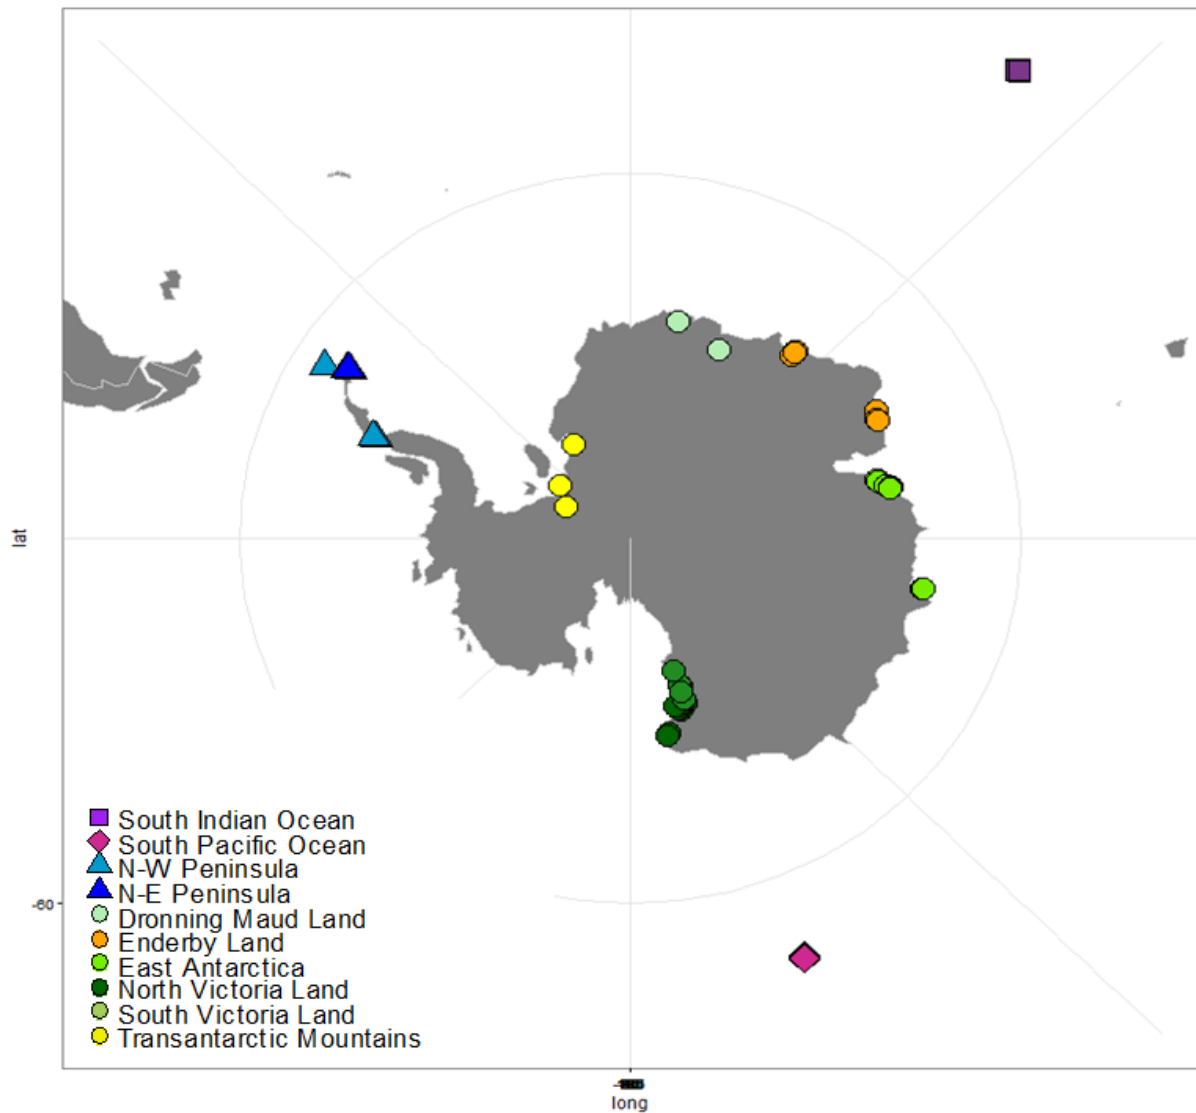 lat
South Indian Ocean
South Pacific Ocean
N-W Peninsula
N-E Peninsula
Dronning Maud Land
-60
Enderby Land
East Antarctica
North Victoria Land
South Victoria Land
Transantarctic Mountains
long